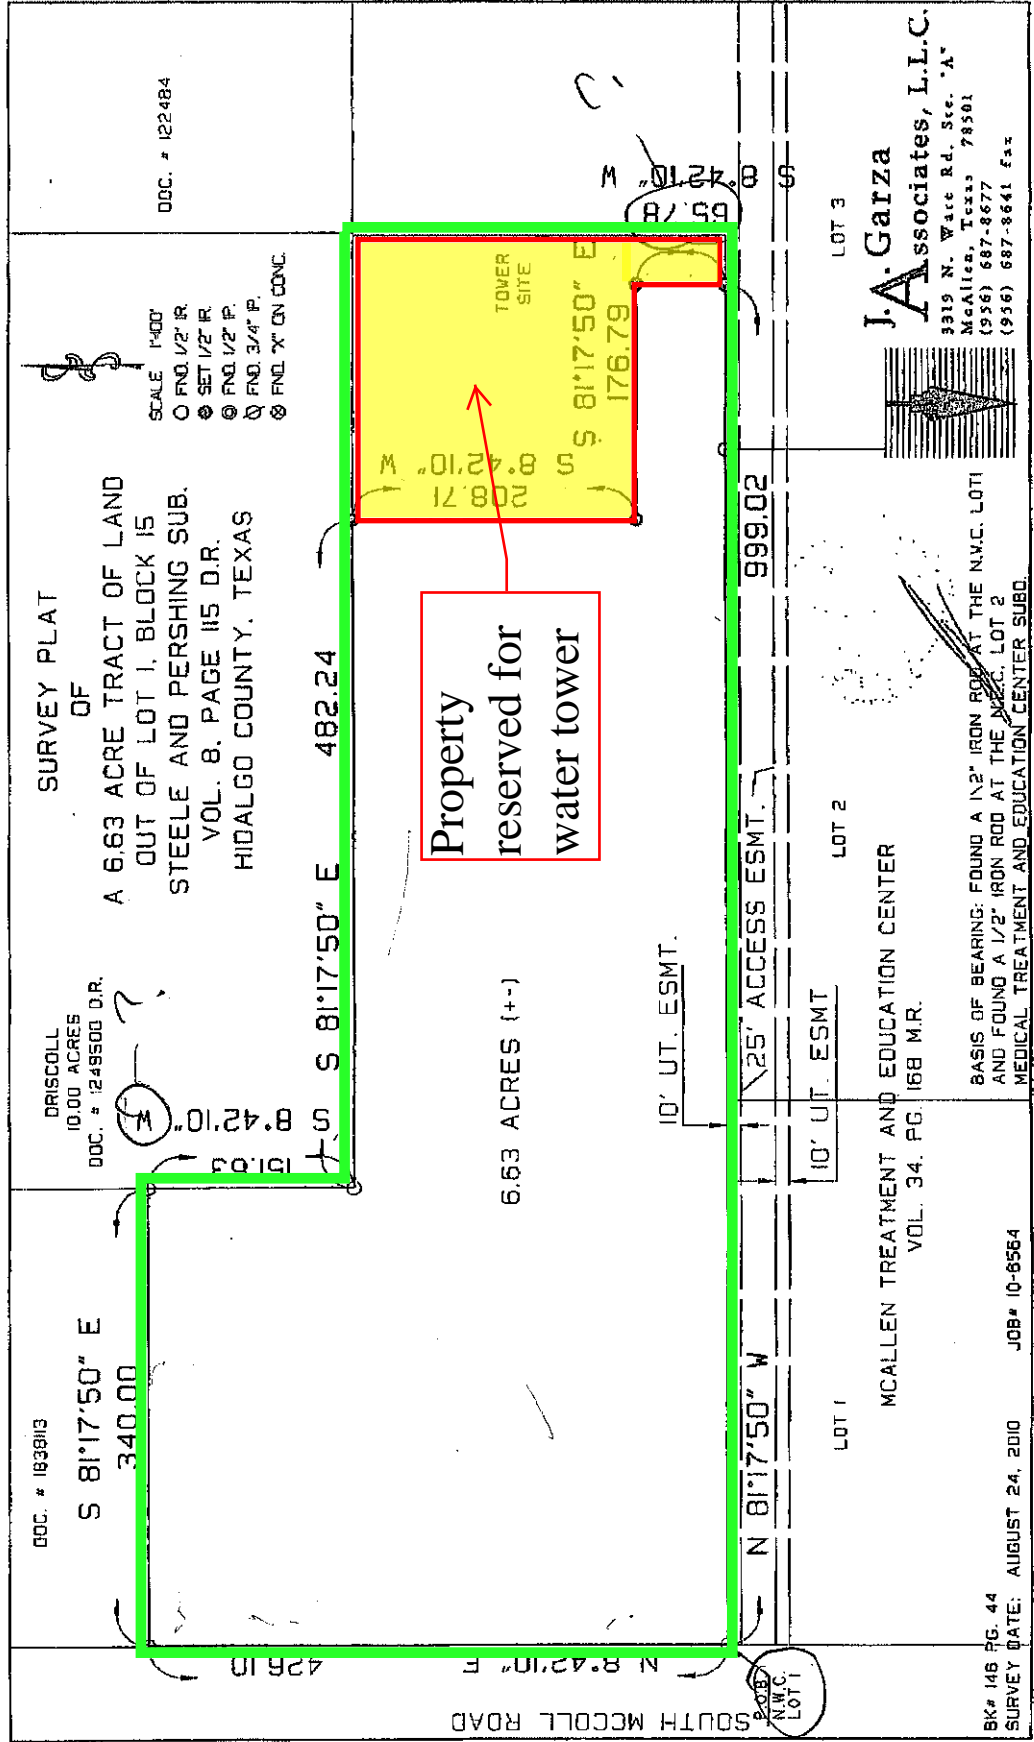 SURVEY PLAT
OF
A 6.63 ACRE TRACT OF LAND
OUT OF LOT 1, BLOCK 15
STEELE AND PERSHING SUB.
VOL. 8, PAGE 115 D.R.
HIDALGO COUNTY, TEXAS
DOC. # 1838113
S 81°17'50" E
340.00
DRISCOLL
10.00 ACRES
DOC. # 1249500 D.R.
S 8°42'10" W
151.63
S 81°17'50" E 482.24
SCALE 1"=100'
O FND. 1/2" I.R.
SET 1/2" I.R.
FND. 1/2" I.P.
FND. 3/4" I.P.
FND. "X" ON CONC.
DOC. # 122484
TOWER
SITE
S 8°42'10" W
208.71
S 81°17'50" E
176.79
65.78
S 8°42'10" W
Property
reserved for
water tower
6.63 ACRES (+-)
SOUTH MCCOLL ROAD
N 8°42'10" E
426.10
P.O.B.
N.W.C.
LOT 1
N 81°17'50" W
999.02
10' UT. ESMT.
25' ACCESS ESMT.
10' UT. ESMT
LOT 1
LOT 2
LOT 3
MCALLEN TREATMENT AND EDUCATION CENTER
VOL. 34, PG. 168 M.R.
J.A. Garza
Associates, L.L.C.
3319 N. Ware Rd. Ste. "A"
McAllen, Texas 78501
(956) 687-8677
(956) 687-8641 fax
BASIS OF BEARING: FOUND A 1\2" IRON ROD AT THE N.W.C. LOT1
AND FOUND A 1/2" IRON ROD AT THE N.E.C. LOT 2
MEDICAL TREATMENT AND EDUCATION CENTER SUBD.
BK# 146 PG. 44
SURVEY DATE: AUGUST 24, 2010 JOB# 10-6564